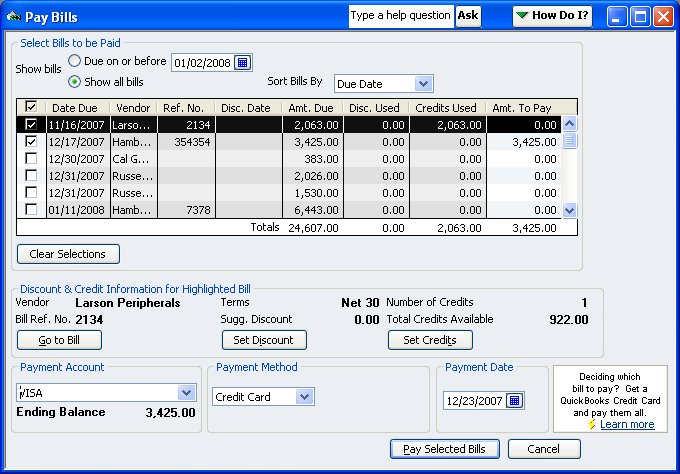 Pay Bills
Type a help question Ask How Do I?
Select Bills to be Paid
Show bills Due on or before 01/02/2008
Show all bills Sort Bills By Due Date
Date Due Vendor Ref. No. Disc. Date Amt. Due Disc. Used Credits Used Amt. To Pay
11/16/2007 Larso... 2134 2,063.00 0.00 2,063.00 0.00
12/17/2007 Hamb... 354354 3,425.00 0.00 0.00 3,425.00
12/30/2007 Cal G... 383.00 0.00 0.00 0.00
12/31/2007 Russe... 2,026.00 0.00 0.00 0.00
12/31/2007 Russe... 1,530.00 0.00 0.00 0.00
01/11/2008 Hamb... 7378 6,443.00 0.00 0.00 0.00
Totals 24,607.00 0.00 2,063.00 3,425.00
Clear Selections
Discount & Credit Information for Highlighted Bill
Vendor Larson Peripherals Terms Net 30 Number of Credits 1
Bill Ref. No. 2134 Sugg. Discount 0.00 Total Credits Available 922.00
Go to Bill Set Discount Set Credits
Payment Account Payment Method Payment Date
VISA Credit Card 12/23/2007
Ending Balance 3,425.00
Deciding which
bill to pay? Get a
QuickBooks Credit Card
and pay them all.
Learn more
Pay Selected Bills Cancel